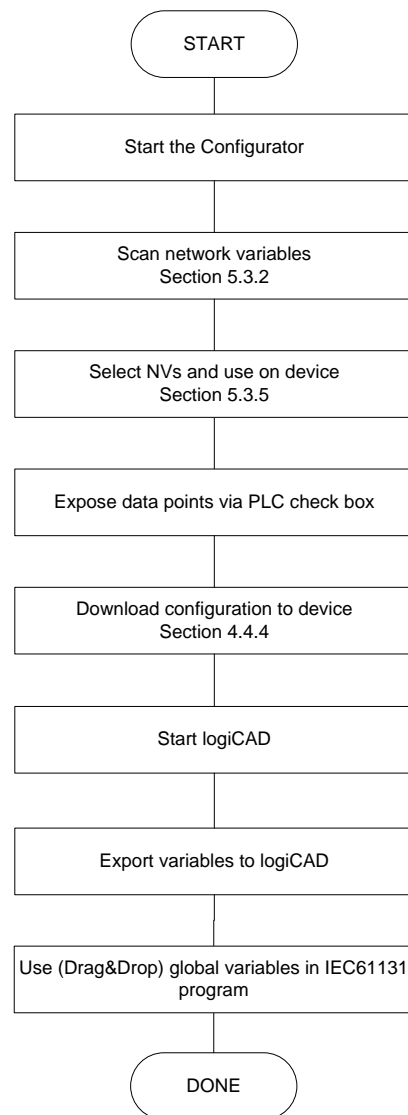 START
Start the Configurator
Scan network variables
Section 5.3.2
Select NVs and use on device
Section 5.3.5
Expose data points via PLC check box
Download configuration to device
Section 4.4.4
Start logiCAD
Export variables to logiCAD
Use (Drag&Drop) global variables in IEC61131
program
DONE